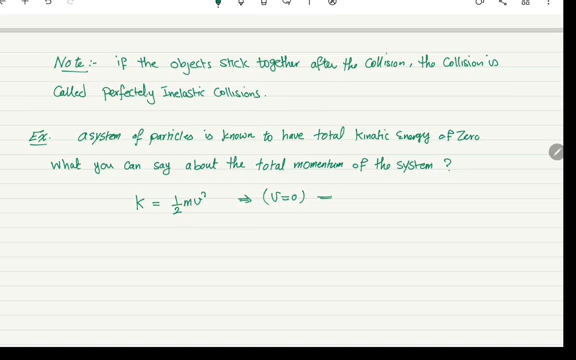 Note:- if the objects stick together after the Collision, the Collision is
Called perfectely Inelastic Collisions.
Ex. a system of particles is known to have total kinatic Energy of Zero
What you can say about the total momentum of the system ?
K = 1/2 mv² ⇒ (v=0) =